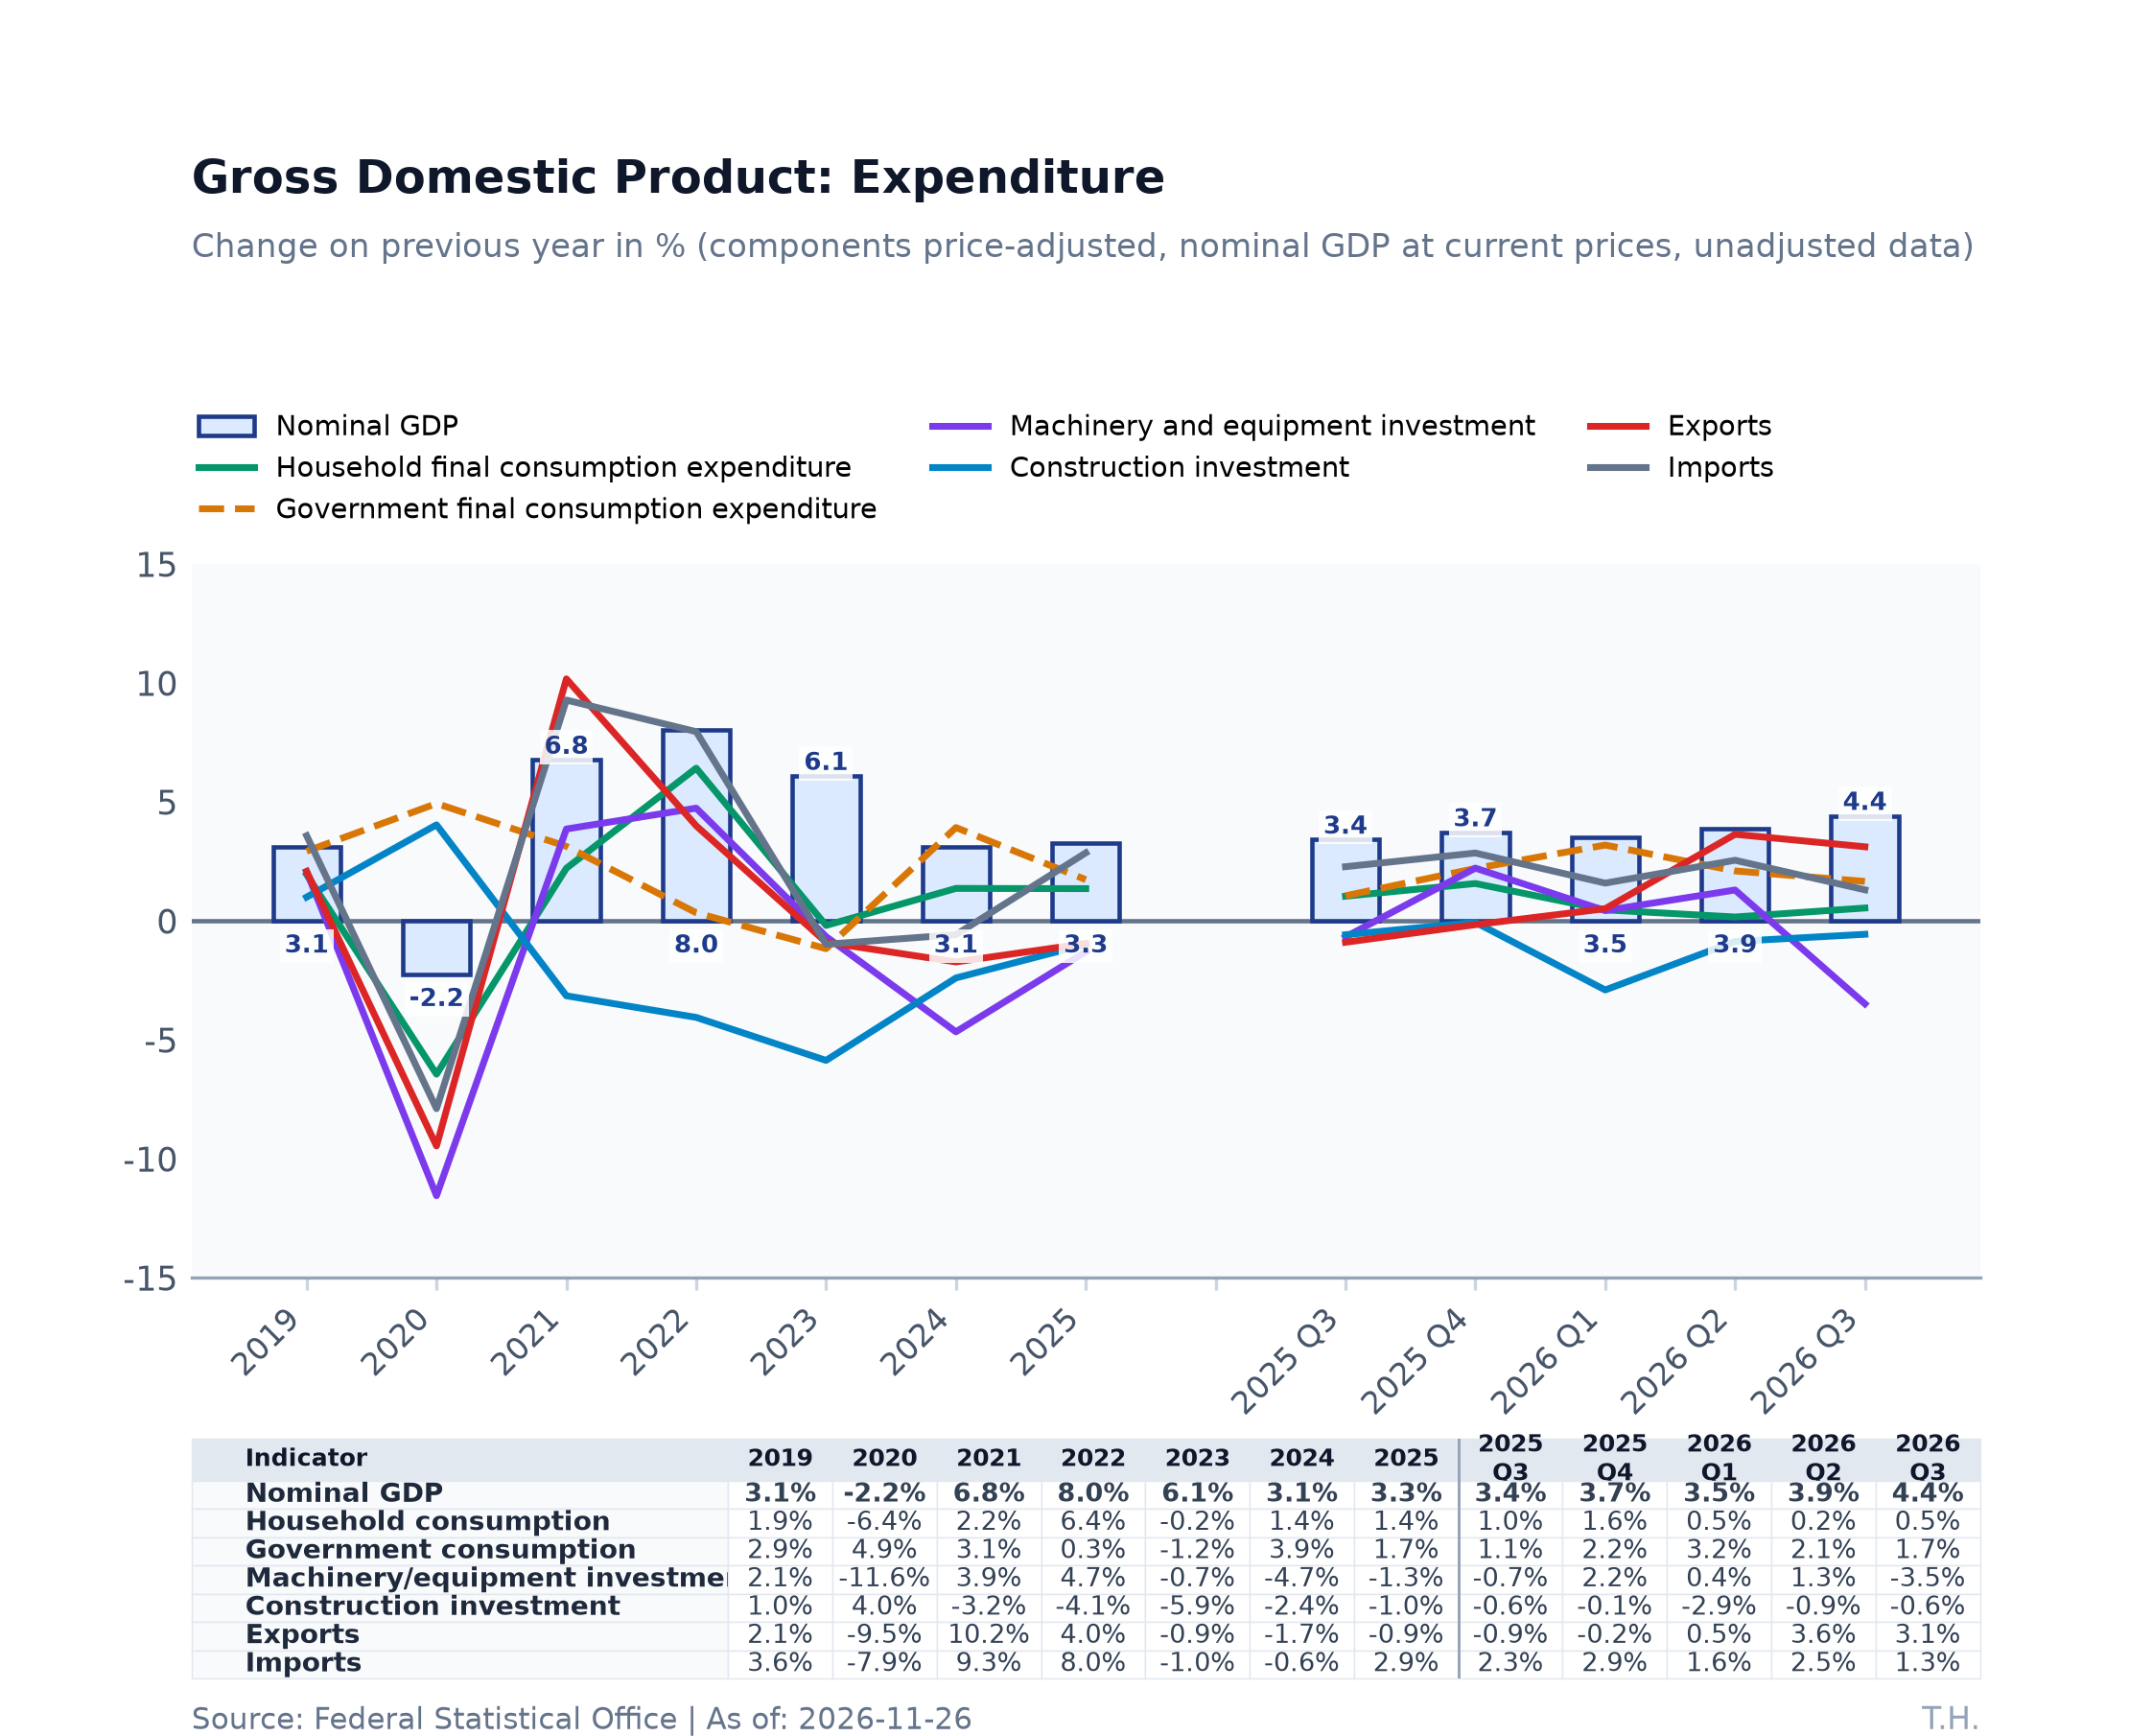 Gross Domestic Product: Expenditure
Change on previous year in % (components price-adjusted, nominal GDP at current prices, unadjusted data)
Nominal GDP
Household final consumption expenditure
Government final consumption expenditure
Machinery and equipment investment
Construction investment
Exports
Imports
15
10
5
0
-5
-10
-15
3.1
-2.2
6.8
8.0
6.1
3.1
3.3
3.4
3.7
3.5
3.9
4.4
2019
2020
2021
2022
2023
2024
2025
2025 Q3
2025 Q4
2026 Q1
2026 Q2
2026 Q3
Indicator 2019 2020 2021 2022 2023 2024 2025 2025 Q3 2025 Q4 2026 Q1 2026 Q2 2026 Q3
Nominal GDP 3.1% -2.2% 6.8% 8.0% 6.1% 3.1% 3.3% 3.4% 3.7% 3.5% 3.9% 4.4%
Household consumption 1.9% -6.4% 2.2% 6.4% -0.2% 1.4% 1.4% 1.0% 1.6% 0.5% 0.2% 0.5%
Government consumption 2.9% 4.9% 3.1% 0.3% -1.2% 3.9% 1.7% 1.1% 2.2% 3.2% 2.1% 1.7%
Machinery/equipment investme 2.1% -11.6% 3.9% 4.7% -0.7% -4.7% -1.3% -0.7% 2.2% 0.4% 1.3% -3.5%
Construction investment 1.0% 4.0% -3.2% -4.1% -5.9% -2.4% -1.0% -0.6% -0.1% -2.9% -0.9% -0.6%
Exports 2.1% -9.5% 10.2% 4.0% -0.9% -1.7% -0.9% -0.9% -0.2% 0.5% 3.6% 3.1%
Imports 3.6% -7.9% 9.3% 8.0% -1.0% -0.6% 2.9% 2.3% 2.9% 1.6% 2.5% 1.3%
Source: Federal Statistical Office | As of: 2026-11-26
T.H.